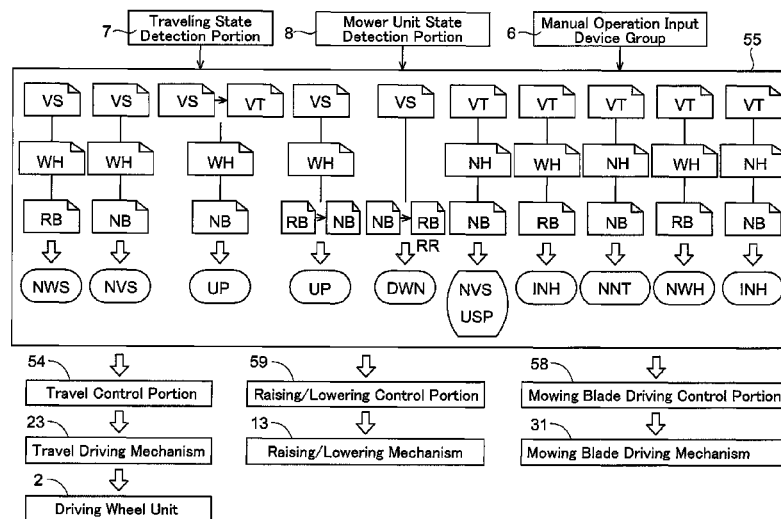 7
Traveling State
Detection Portion
8
Mower Unit State
Detection Portion
6
Manual Operation Input
Device Group
55
VS VS VS VT VS VS VT VT VT VT VT
WH WH WH WH NH WH NH WH NH
RB NB NB RB NB NB RB NB RB NB RB NB
RR
NWS NVS UP UP DWN NVS INH NNT NWH INH
USP
54
Travel Control Portion
59
Raising/Lowering Control Portion
58
Mowing Blade Driving Control Portion
23
Travel Driving Mechanism
13
Raising/Lowering Mechanism
31
Mowing Blade Driving Mechanism
2
Driving Wheel Unit